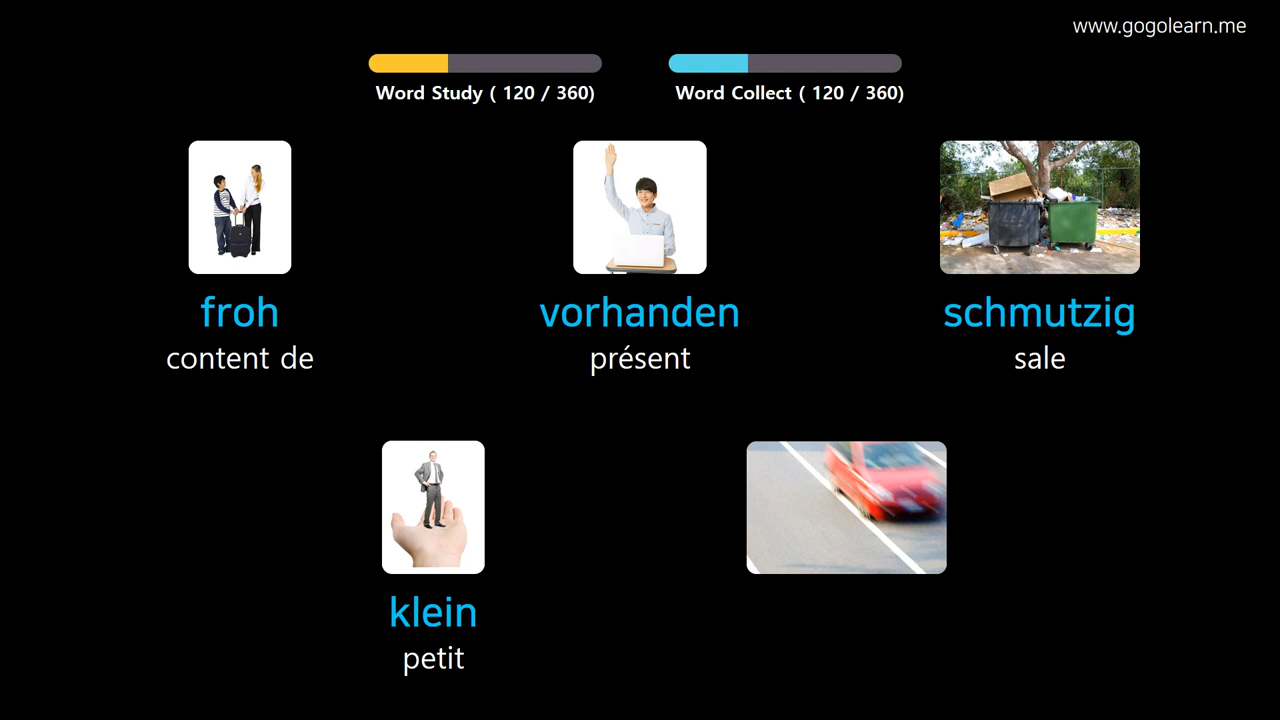 www.gogolearn.me
Word Study ( 120 / 360)
Word Collect ( 120 / 360)
froh
content de
vorhanden
présent
schmutzig
sale
klein
petit